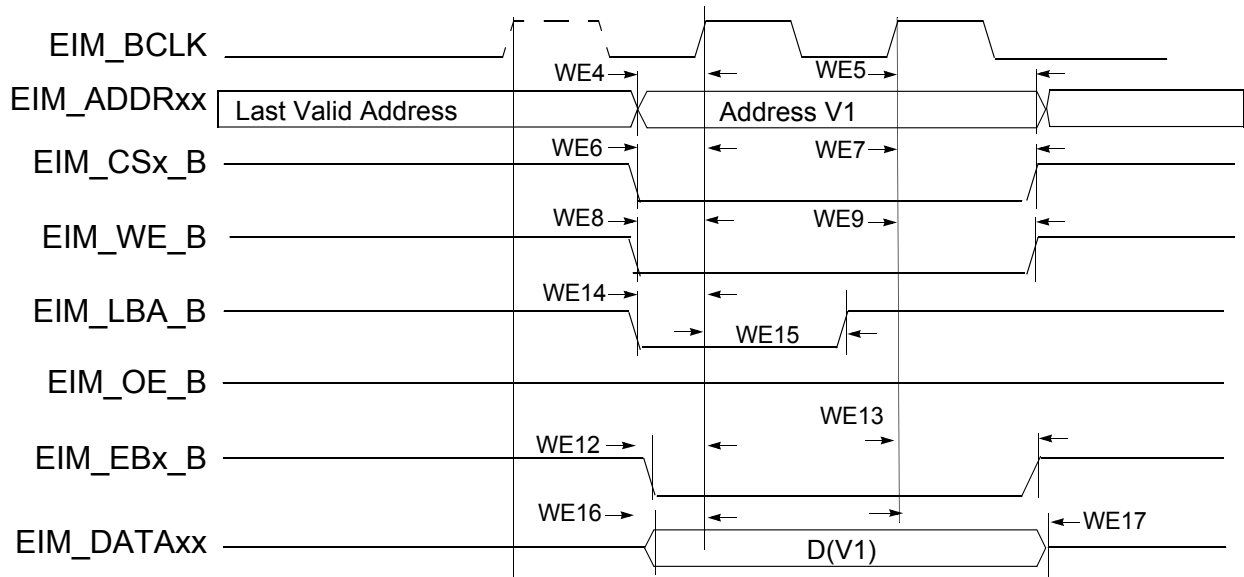 EIM_BCLK
WE4
WE5
EIM_ADDRxx
Last Valid Address
Address V1
WE6
WE7
EIM_CSx_B
WE8
WE9
EIM_WE_B
WE14
EIM_LBA_B
WE15
EIM_OE_B
WE13
WE12
EIM_EBx_B
WE16
WE17
EIM_DATAxx
D(V1)